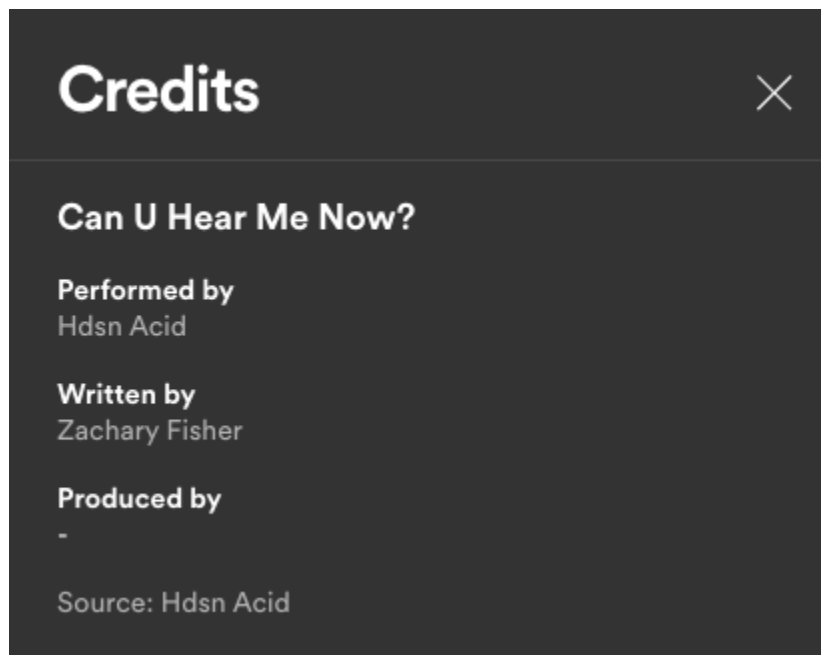 Credits
Can U Hear Me Now?
Performed by
Hdsn Acid
Written by
Zachary Fisher
Produced by
-
Source: Hdsn Acid